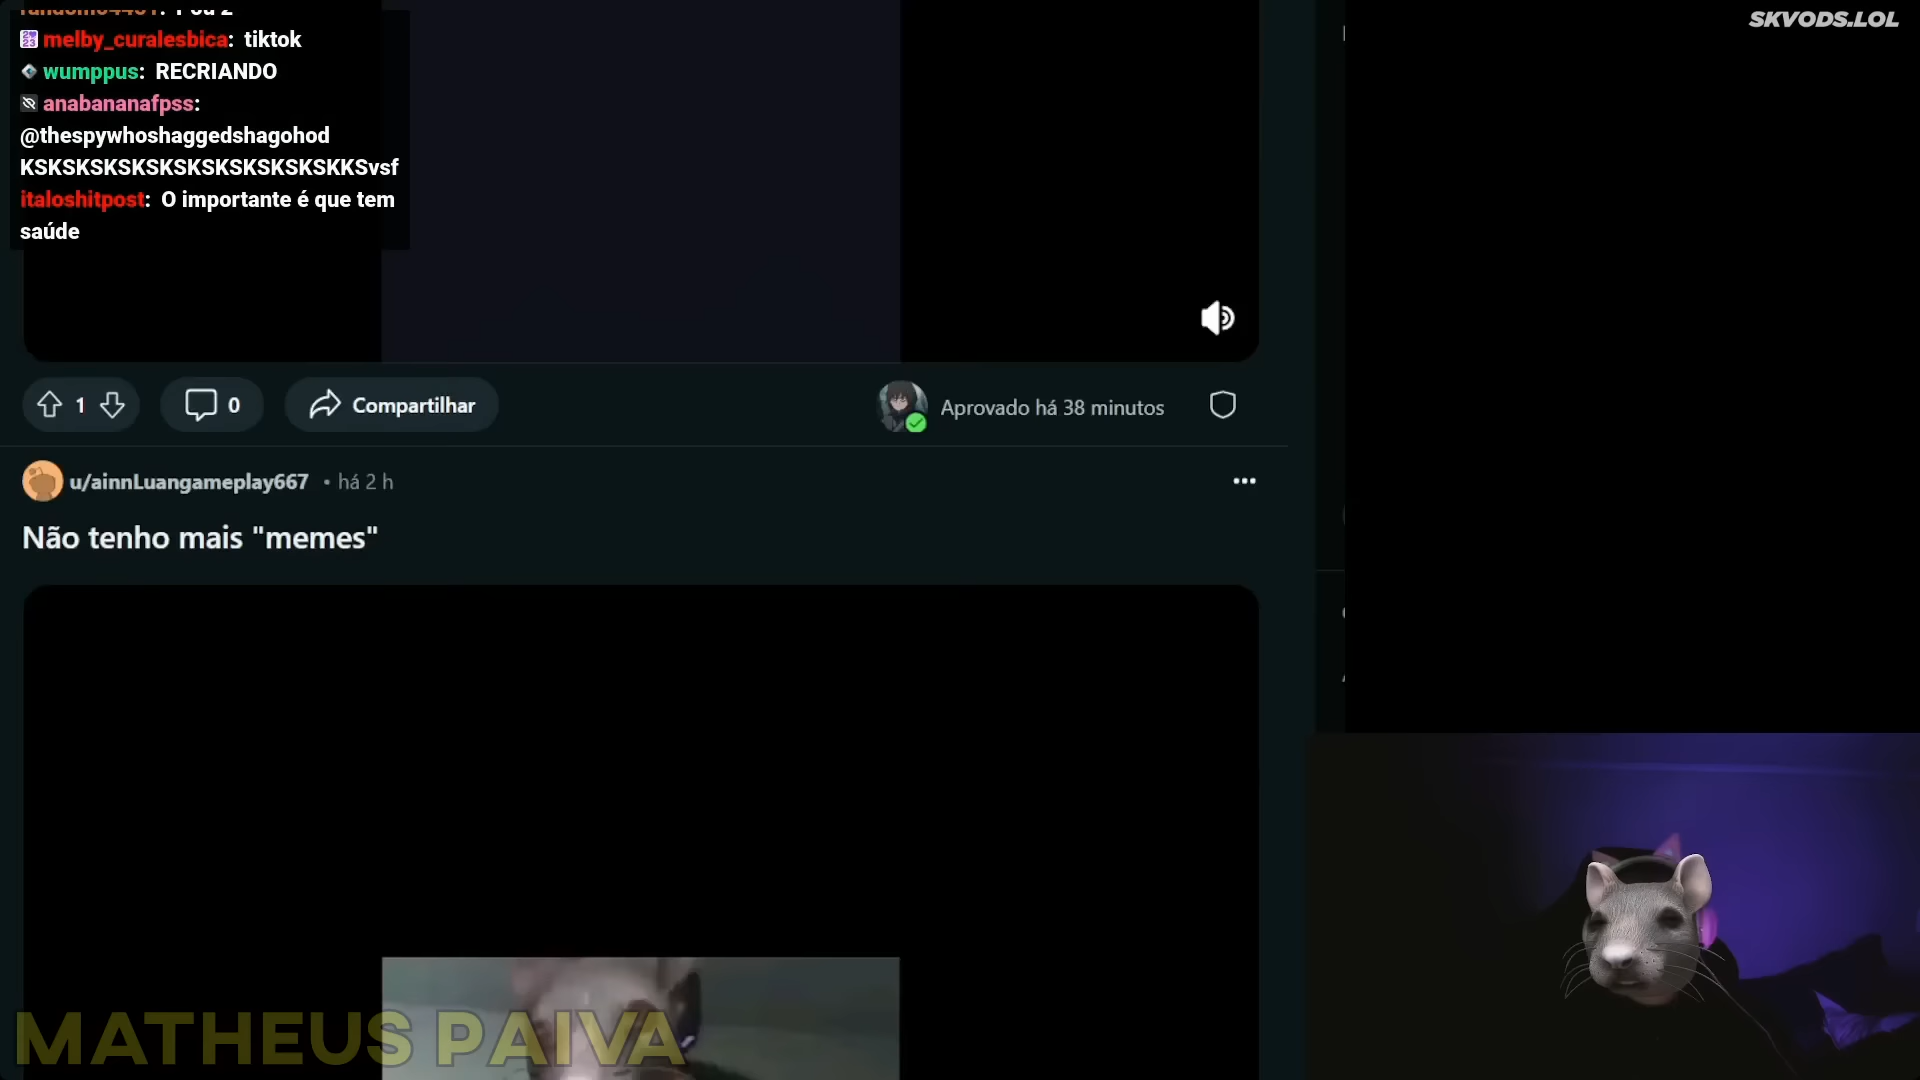 SKVODS.LOL
melby_curalesbica: tiktok
wumppus: RECRIANDO
anabananafpss:
@thespywhoshaggedshagohod
KSKSKSKSKSKSKSKSKSKSKSKKSvsf
italoshitpost: O importante é que tem
saúde
1
0
Compartilhar
Aprovado há 38 minutos
u/ainnLuangameplay667 • há 2 h
Não tenho mais "memes"
MATHEUS PAIVA